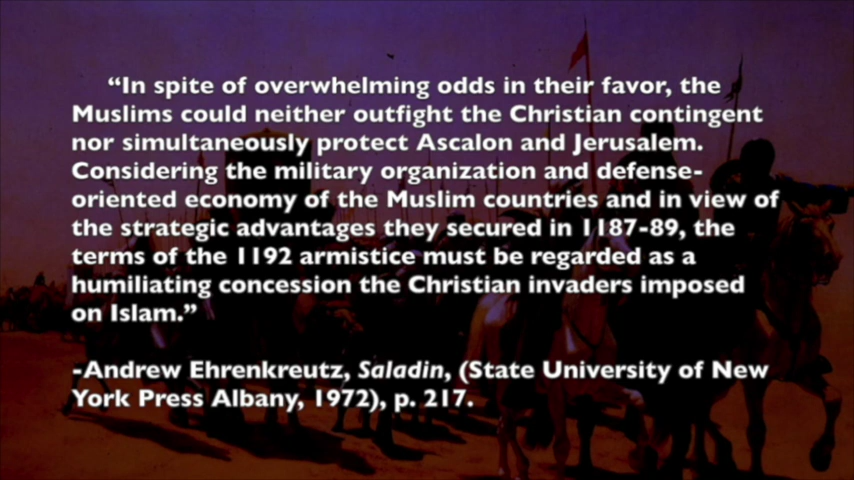 “In spite of overwhelming odds in their favor, the
Muslims could neither outfight the Christian contingent
nor simultaneously protect Ascalon and Jerusalem.
Considering the military organization and defense-
oriented economy of the Muslim countries and in view of
the strategic advantages they secured in 1187-89, the
terms of the 1192 armistice must be regarded as a
humiliating concession the Christian invaders imposed
on Islam.”
-Andrew Ehrenkreutz, Saladin, (State University of New
York Press Albany, 1972), p. 217.